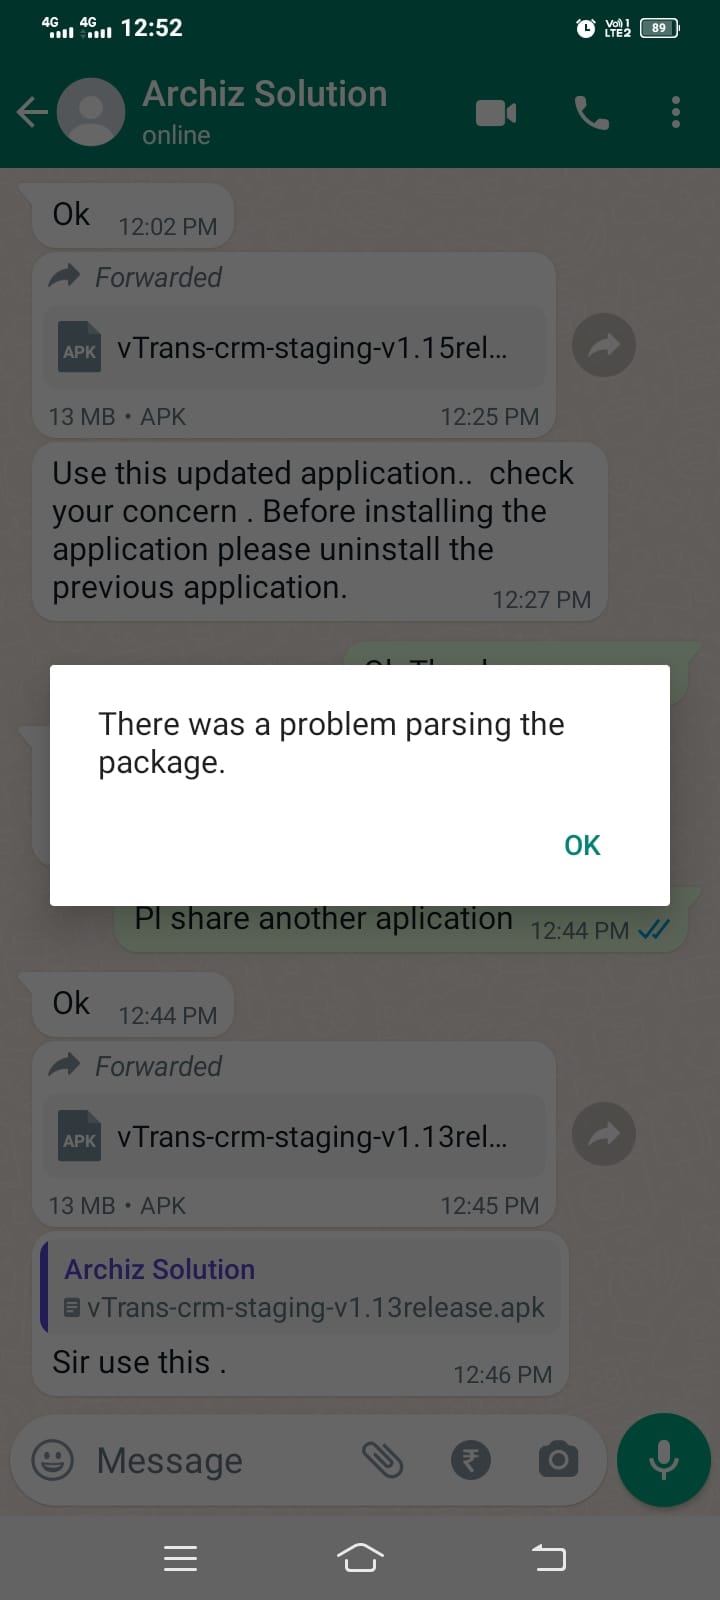 4G 4G 12:52 Vo)) 1 LTE2 89
Archiz Solution
online
Ok 12:02 PM
Forwarded
APK vTrans-crm-staging-v1.15rel...
13 MB • APK 12:25 PM
Use this updated application.. check
your concern . Before installing the
application please uninstall the
previous application. 12:27 PM
There was a problem parsing the
package.
OK
Pl share another aplication 12:44 PM
Ok 12:44 PM
Forwarded
APK vTrans-crm-staging-v1.13rel...
13 MB • APK 12:45 PM
Archiz Solution
vTrans-crm-staging-v1.13release.apk
Sir use this . 12:46 PM
Message